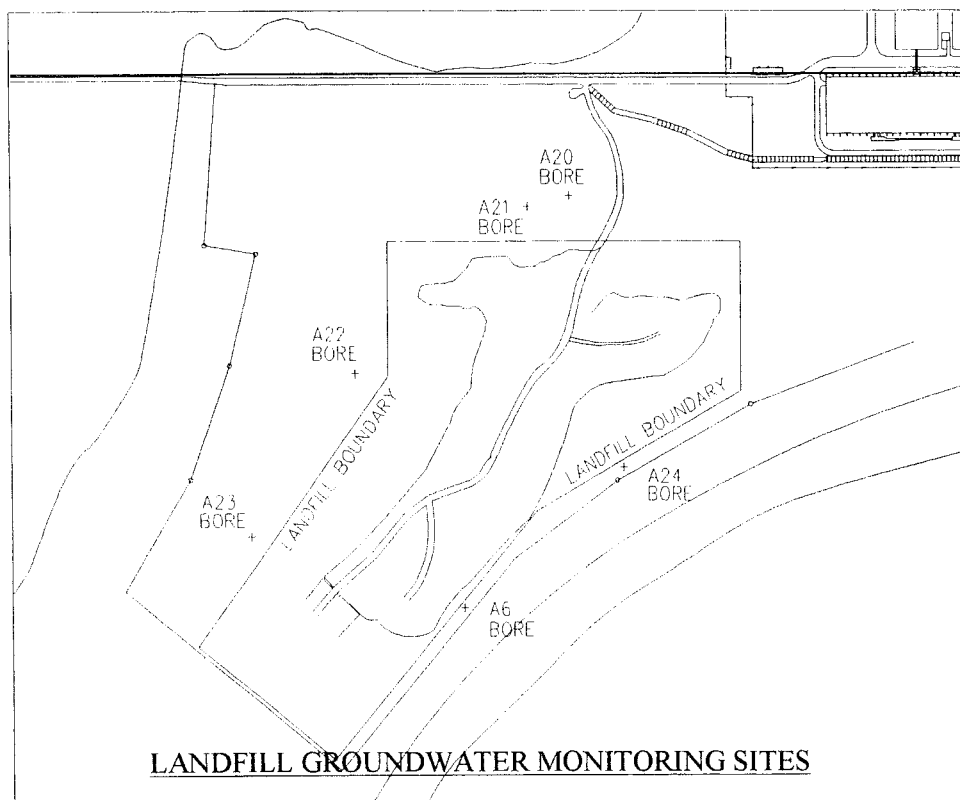 A20
BORE
A21
BORE
A22
BORE
LANDFILL BOUNDARY
LANDFILL BOUNDARY
A24
BORE
A23
BORE
A6
BORE
LANDFILL GROUNDWATER MONITORING SITES